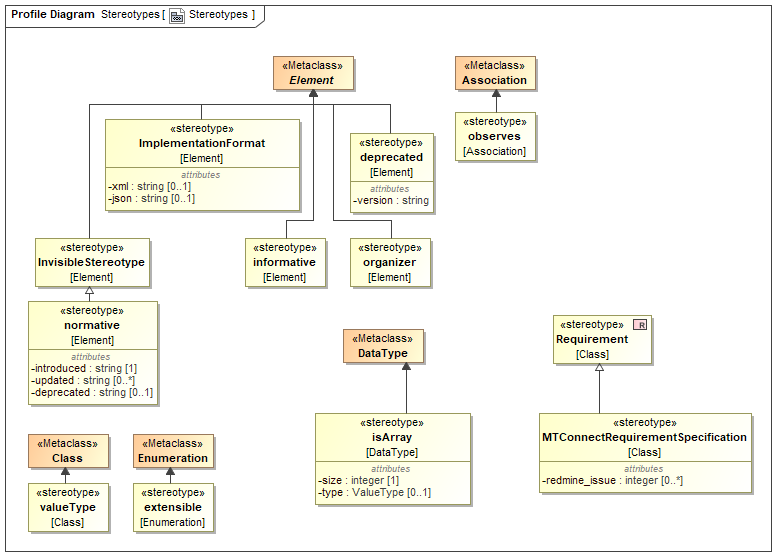 Profile Diagram Stereotypes [ Stereotypes ]
«Metaclass»
Element
«Metaclass»
Association
«stereotype»
ImplementationFormat
[Element]
attributes
-xml : string [0..1]
-json : string [0..1]
«stereotype»
deprecated
[Element]
attributes
-version : string
«stereotype»
observes
[Association]
«stereotype»
InvisibleStereotype
[Element]
«stereotype»
informative
[Element]
«stereotype»
organizer
[Element]
«stereotype»
normative
[Element]
attributes
-introduced : string [1]
-updated : string [0..*]
-deprecated : string [0..1]
«Metaclass»
DataType
«stereotype» R
Requirement
[Class]
«stereotype»
isArray
[DataType]
attributes
-size : integer [1]
-type : ValueType [0..1]
«stereotype»
MTConnectRequirementSpecification
[Class]
attributes
-redmine_issue : integer [0..*]
«Metaclass»
Class
«Metaclass»
Enumeration
«stereotype»
valueType
[Class]
«stereotype»
extensible
[Enumeration]